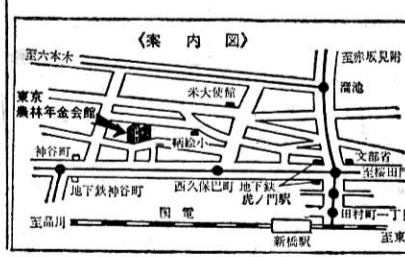 《案内図》
至六本木
至赤坂見附
溜池
米大使館
東京
農林年金会館
鞆絵小
神谷町
文部省
至桜田門
地下鉄神谷町
西久保巴町
地下鉄
虎ノ門駅
田村町一丁目
国電
至品川
新橋駅
至東